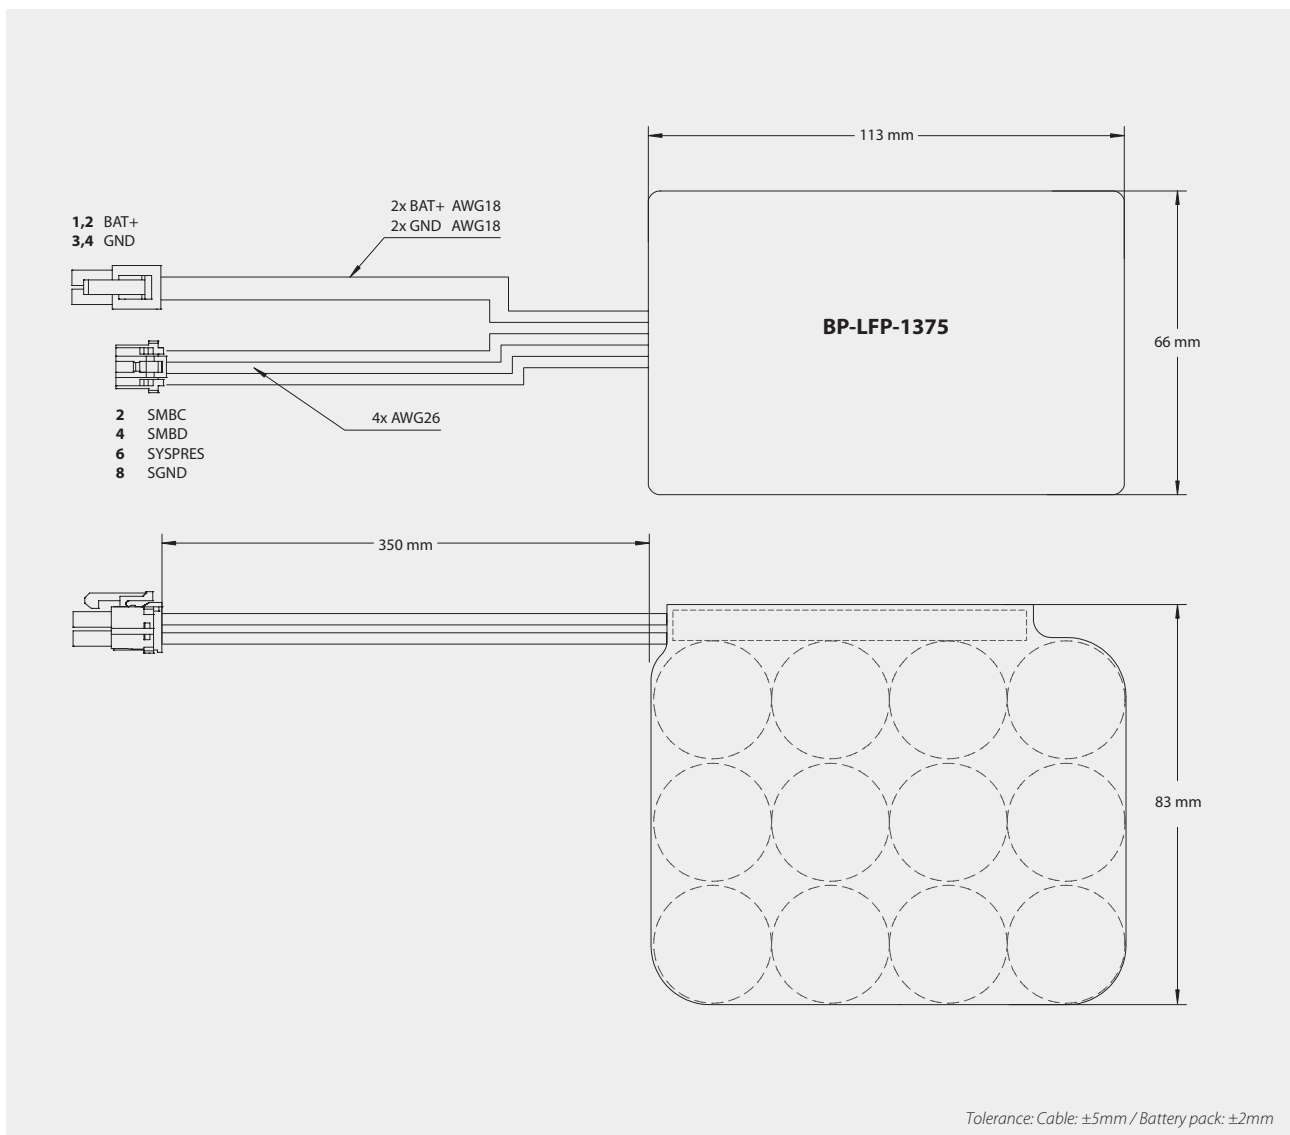 113 mm
2x BAT+ AWG18
2x GND AWG18
1,2 BAT+
3,4 GND
BP-LFP-1375
66 mm
4x AWG26
2 SMBC
4 SMBD
6 SYSPRES
8 SGND
350 mm
83 mm
Tolerance: Cable: ±5mm / Battery pack: ±2mm